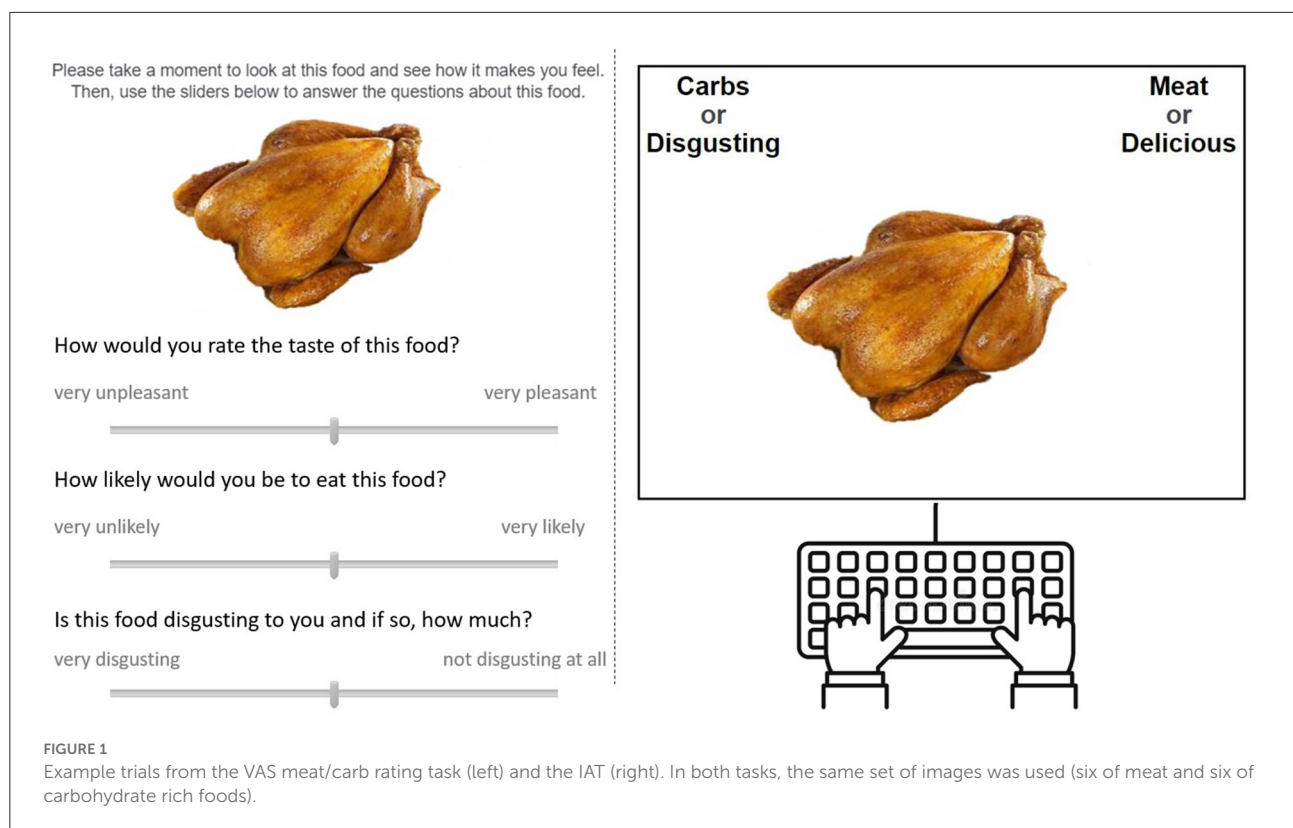 Please take a moment to look at this food and see how it makes you feel.
Then, use the sliders below to answer the questions about this food.
How would you rate the taste of this food?
very unpleasant very pleasant
How likely would you be to eat this food?
very unlikely very likely
Is this food disgusting to you and if so, how much?
very disgusting not disgusting at all
Carbs
or
Disgusting
Meat
or
Delicious
FIGURE 1
Example trials from the VAS meat/carb rating task (left) and the IAT (right). In both tasks, the same set of images was used (six of meat and six of
carbohydrate rich foods).